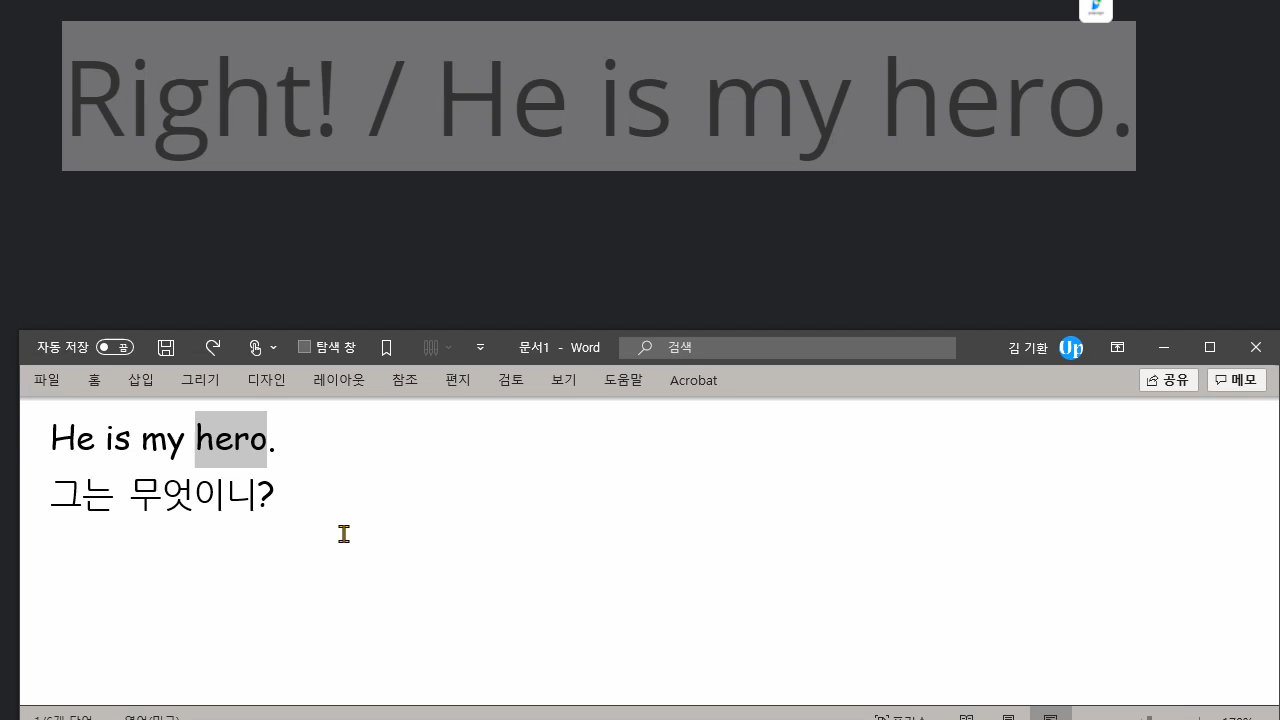 Right! / He is my hero.
자동 저장 끔 탐색 창 문서1 - Word 검색 김 기환 Up
파일 홈 삽입 그리기 디자인 레이아웃 참조 편지 검토 보기 도움말 Acrobat 공유 메모
He is my hero.
그는 무엇이니?